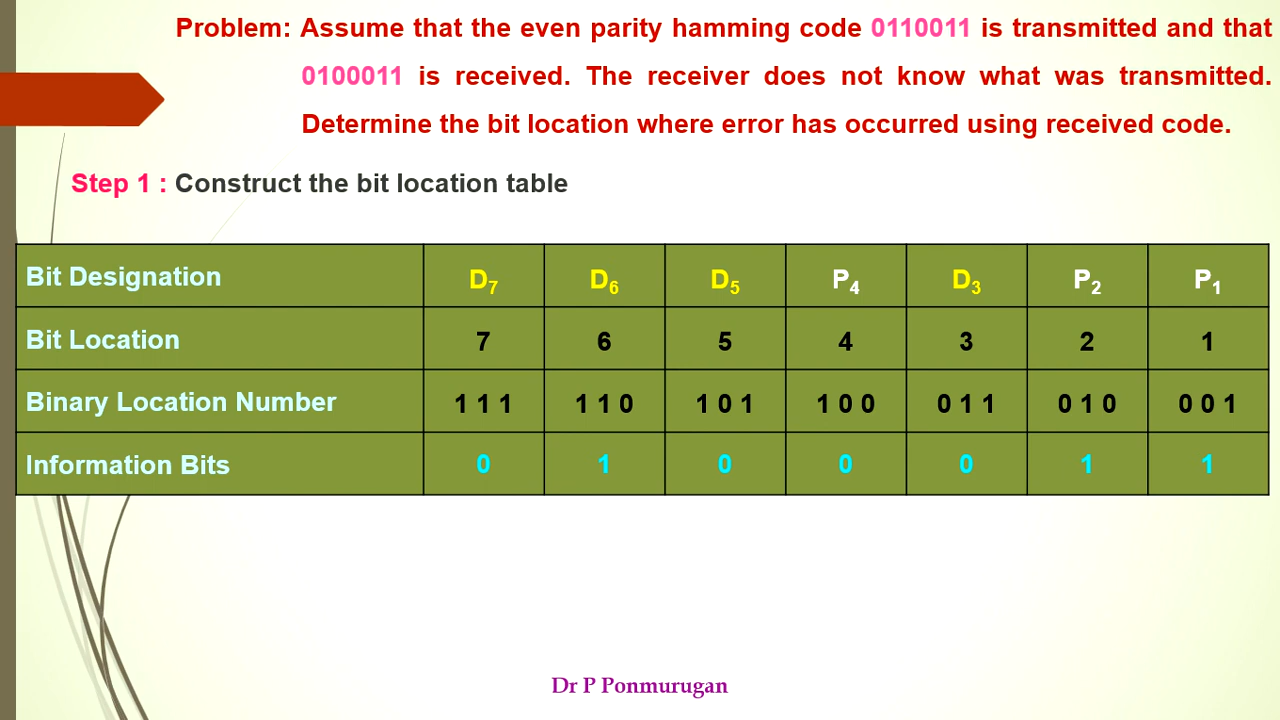 Problem: Assume that the even parity hamming code 0110011 is transmitted and that
0100011 is received. The receiver does not know what was transmitted.
Determine the bit location where error has occurred using received code.
Step 1 : Construct the bit location table
Bit Designation D7 D6 D5 P4 D3 P2 P1
Bit Location 7 6 5 4 3 2 1
Binary Location Number 1 1 1 1 1 0 1 0 1 1 0 0 0 1 1 0 1 0 0 0 1
Information Bits 0 1 0 0 0 1 1
Dr P Ponmurugan